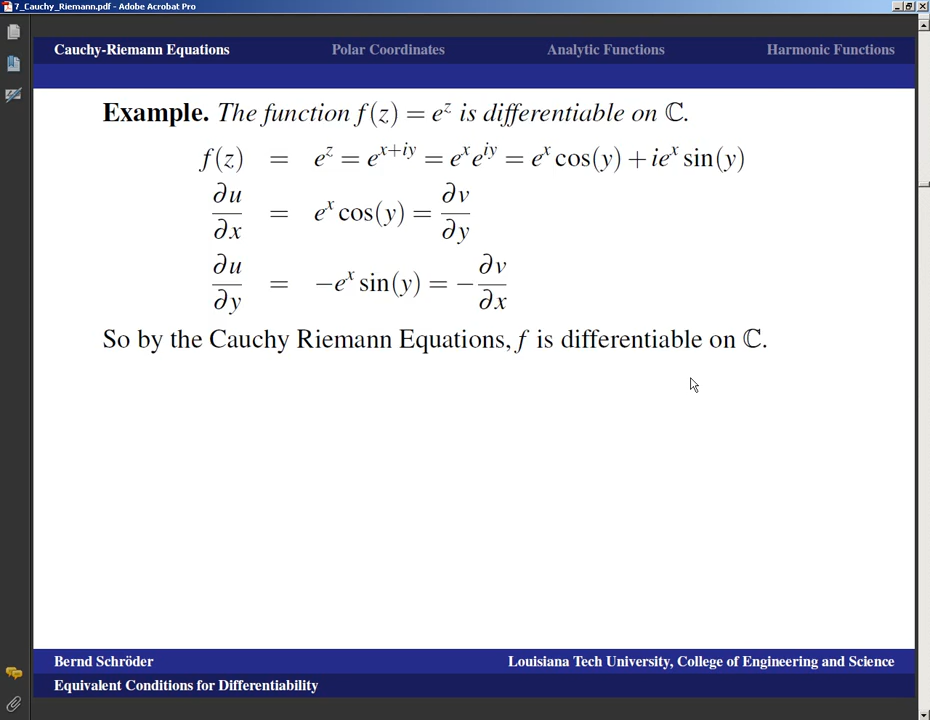 7_Cauchy_Riemann.pdf - Adobe Acrobat Pro
Cauchy-Riemann Equations Polar Coordinates Analytic Functions Harmonic Functions
Example. The function f(z) = e^z is differentiable on ℂ.
f(z) = e^z = e^{x+iy} = e^x e^{iy} = e^x cos(y) + ie^x sin(y)
∂u/∂x = e^x cos(y) = ∂v/∂y
∂u/∂y = −e^x sin(y) = −∂v/∂x
So by the Cauchy Riemann Equations, f is differentiable on ℂ.
Bernd Schröder Louisiana Tech University, College of Engineering and Science
Equivalent Conditions for Differentiability